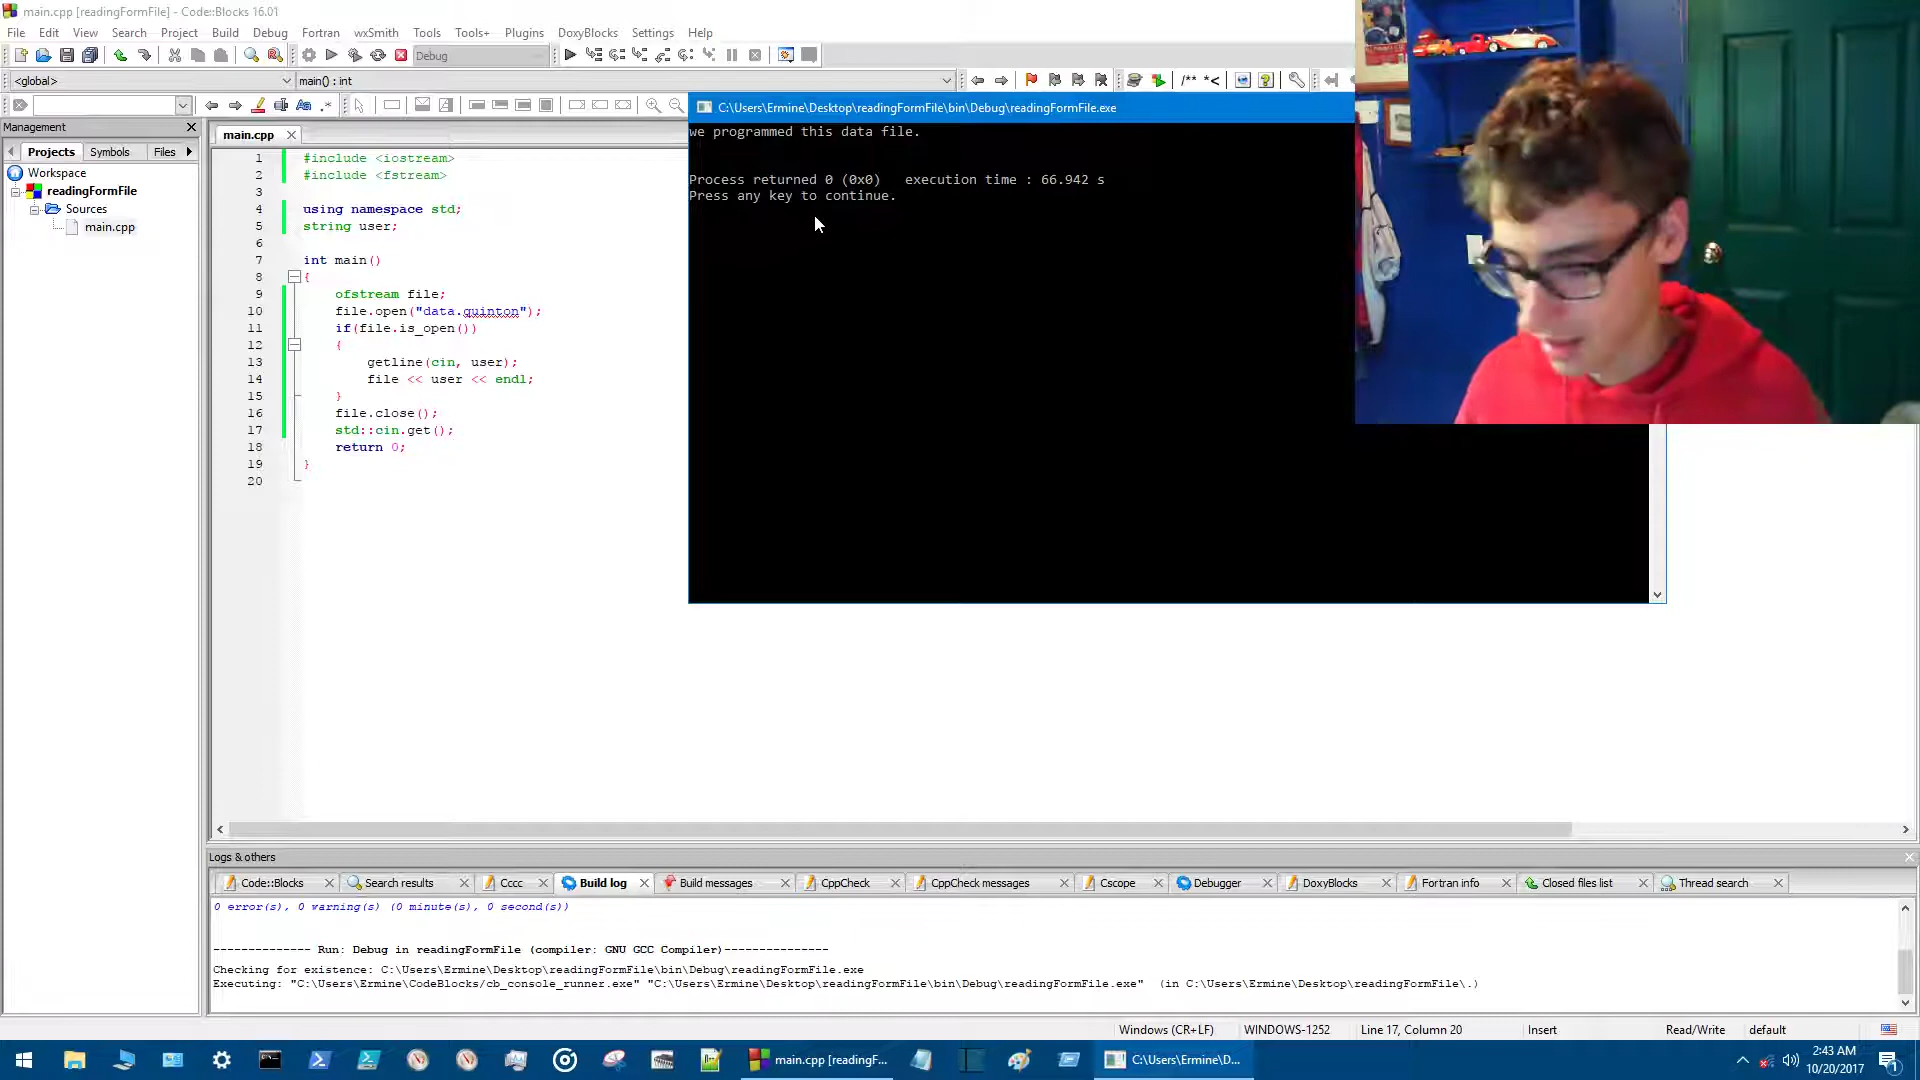 main.cpp [readingFormFile] - Code::Blocks 16.01
File Edit View Search Project Build Debug Fortran wxSmith Tools Tools+ Plugins DoxyBlocks Settings Help
Debug
<global> main() : int
/** *<
Management
Projects Symbols Files
Workspace
readingFormFile
Sources
main.cpp
main.cpp
1 #include <iostream>
2 #include <fstream>
3
4 using namespace std;
5 string user;
6
7 int main()
8 {
9 ofstream file;
10 file.open("data.quinton");
11 if(file.is_open())
12 {
13 getline(cin, user);
14 file << user << endl;
15 }
16 file.close();
17 std::cin.get();
18 return 0;
19 }
20
C:\Users\Ermine\Desktop\readingFormFile\bin\Debug\readingFormFile.exe
we programmed this data file.
Process returned 0 (0x0) execution time : 66.942 s
Press any key to continue.
Logs & others
Code::Blocks Search results Cccc Build log Build messages CppCheck CppCheck messages Cscope Debugger DoxyBlocks Fortran info Closed files list Thread search
0 error(s), 0 warning(s) (0 minute(s), 0 second(s))
-------------- Run: Debug in readingFormFile (compiler: GNU GCC Compiler)---------------
Checking for existence: C:\Users\Ermine\Desktop\readingFormFile\bin\Debug\readingFormFile.exe
Executing: "C:\Users\Ermine\CodeBlocks/cb_console_runner.exe" "C:\Users\Ermine\Desktop\readingFormFile\bin\Debug\readingFormFile.exe" (in C:\Users\Ermine\Desktop\readingFormFile\.)
Windows (CR+LF) WINDOWS-1252 Line 17, Column 20 Insert Read/Write default
main.cpp [readingF... C:\Users\Ermine\D...
2:43 AM
10/20/2017